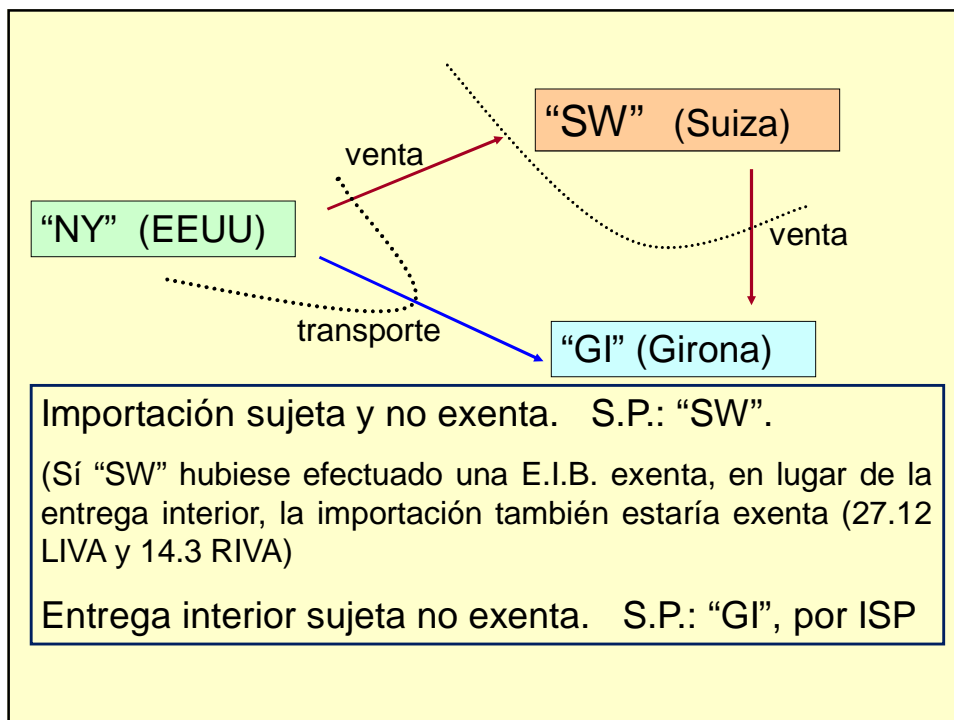 “SW” (Suiza)
venta
“NY” (EEUU)
venta
transporte
“GI” (Girona)
Importación sujeta y no exenta. S.P.: “SW”.
(Sí “SW” hubiese efectuado una E.I.B. exenta, en lugar de la
entrega interior, la importación también estaría exenta (27.12
LIVA y 14.3 RIVA)
Entrega interior sujeta no exenta. S.P.: “GI”, por ISP